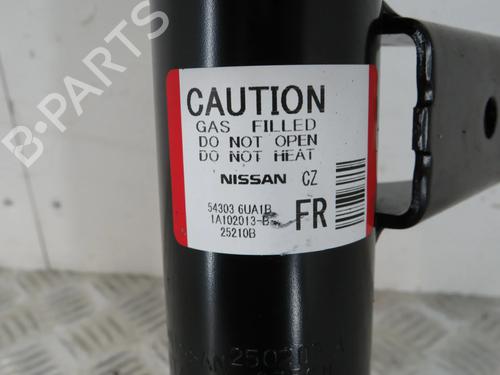 B-PARTS
CAUTION
GAS FILLED
DO NOT OPEN
DO NOT HEAT
NISSAN CZ
54303 6UA1B
1A102013-B
FR
25210B